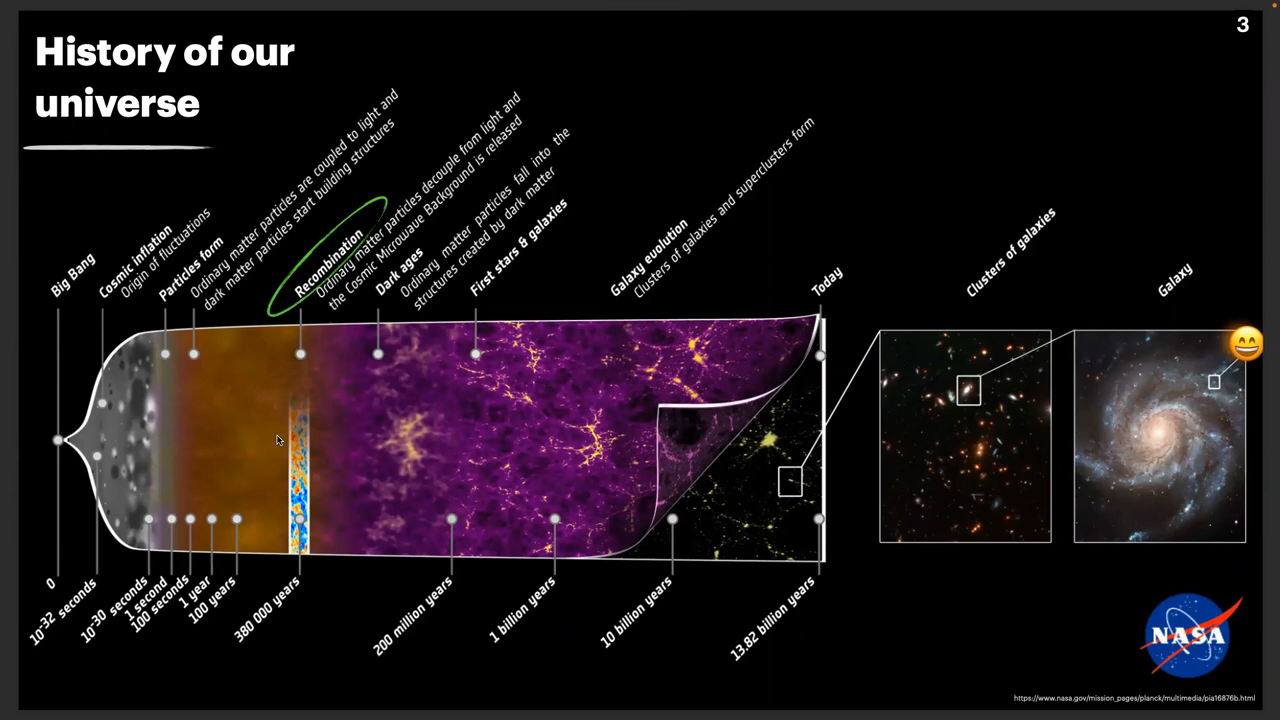 3
History of our
universe
Big Bang
Cosmic inflation
Origin of fluctuations
Particles form
Ordinary matter particles are coupled to light and
dark matter particles start building structures
Recombination
Ordinary matter particles decouple from light and
the Cosmic Microwave Background is released
Dark ages
Ordinary matter particles fall into the
structures created by dark matter
First stars & galaxies
Galaxy evolution
Clusters of galaxies and superclusters form
Today
Clusters of galaxies
Galaxy
0
10-32 seconds
10-30 seconds
1 second
100 seconds
1 year
100 years
380 000 years
200 million years
1 billion years
10 billion years
13.82 billion years
NASA
https://www.nasa.gov/mission_pages/planck/multimedia/pia16876b.html